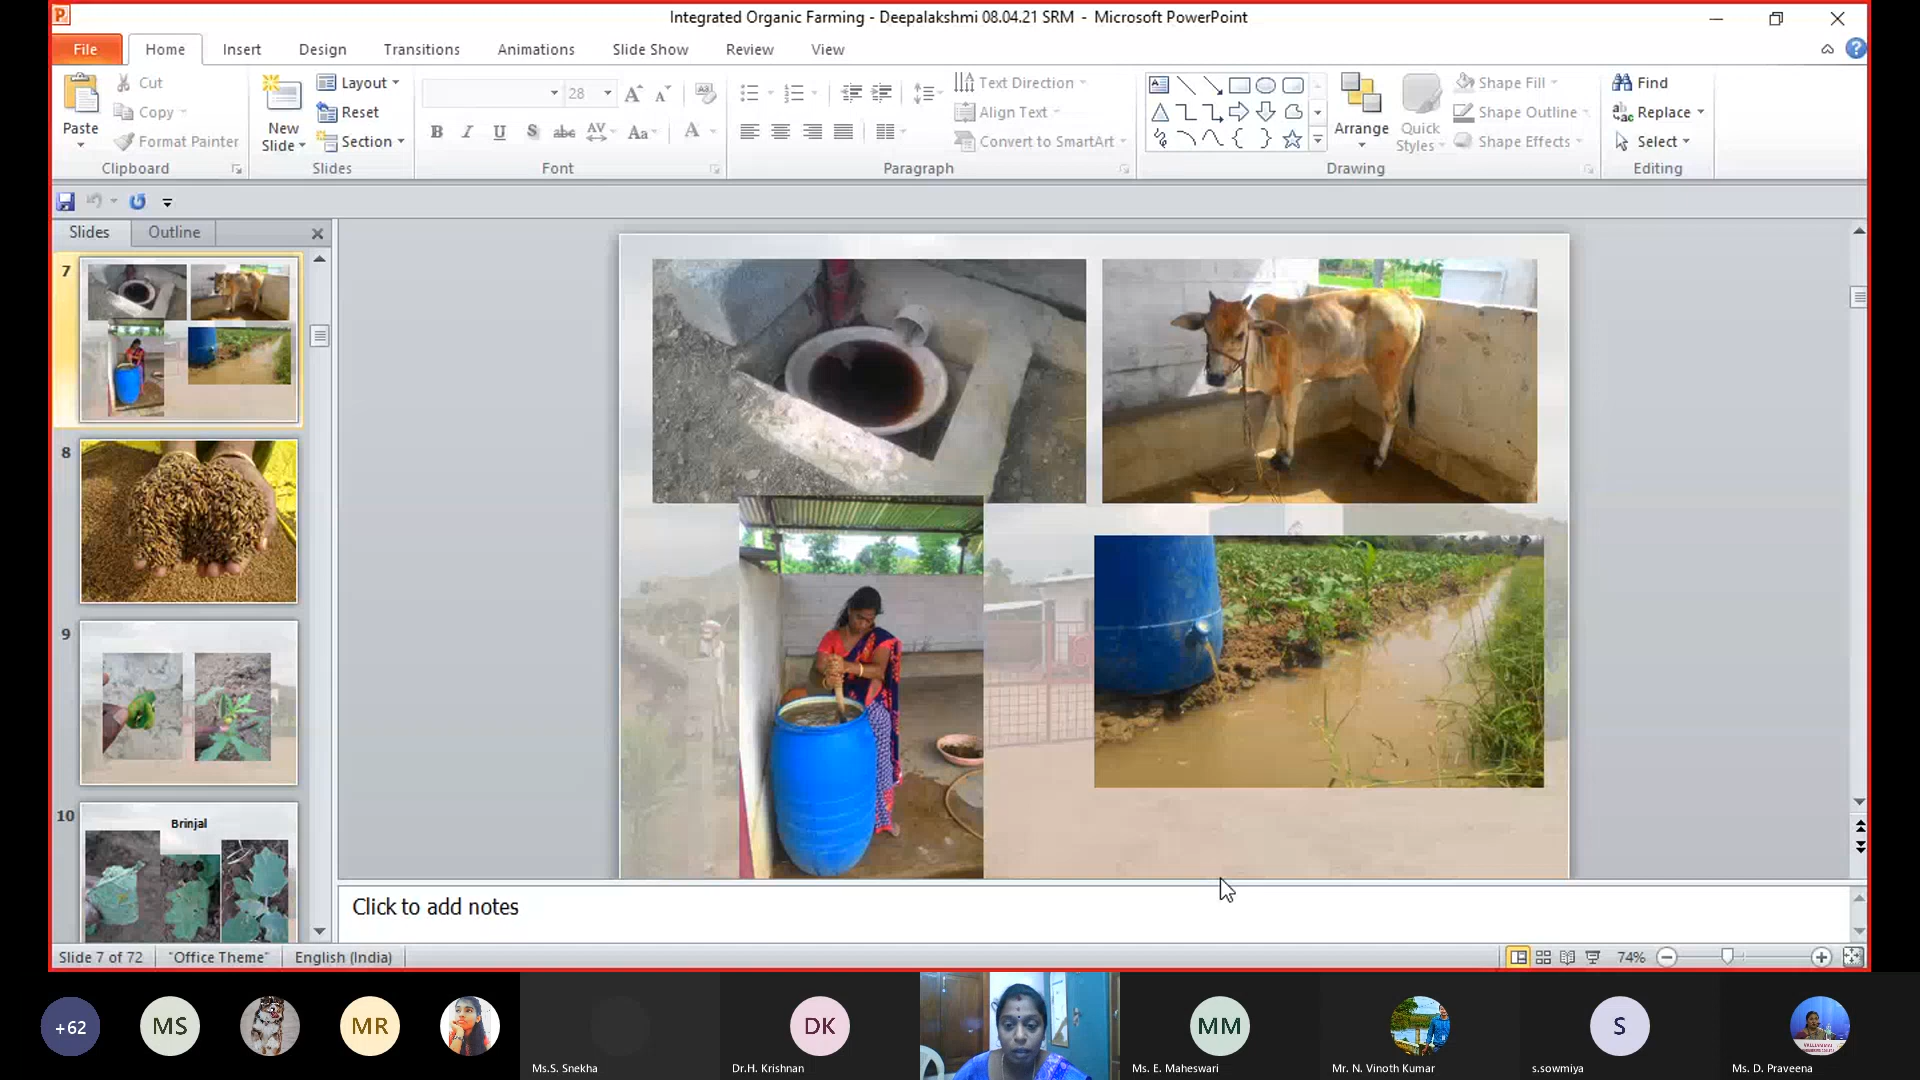 Integrated Organic Farming - Deepalakshmi 08.04.21 SRM - Microsoft PowerPoint
File Home Insert Design Transitions Animations Slide Show Review View
Paste
Cut
Copy
Format Painter
Clipboard
New Slide
Layout
Reset
Section
Slides
28
B I U S abc AV Aa A
Font
Text Direction
Align Text
Convert to SmartArt
Paragraph
Arrange
Quick Styles
Shape Fill
Shape Outline
Shape Effects
Drawing
Find
Replace
Select
Editing
Slides Outline
7
8
9
10
Brinjal
Click to add notes
Slide 7 of 72 "Office Theme" English (India) 74%
+62 MS MR DK MM S
Ms.S. Snekha Dr.H. Krishnan Ms. E. Maheswari Mr. N. Vinoth Kumar s.sowmiya Ms. D. Praveena